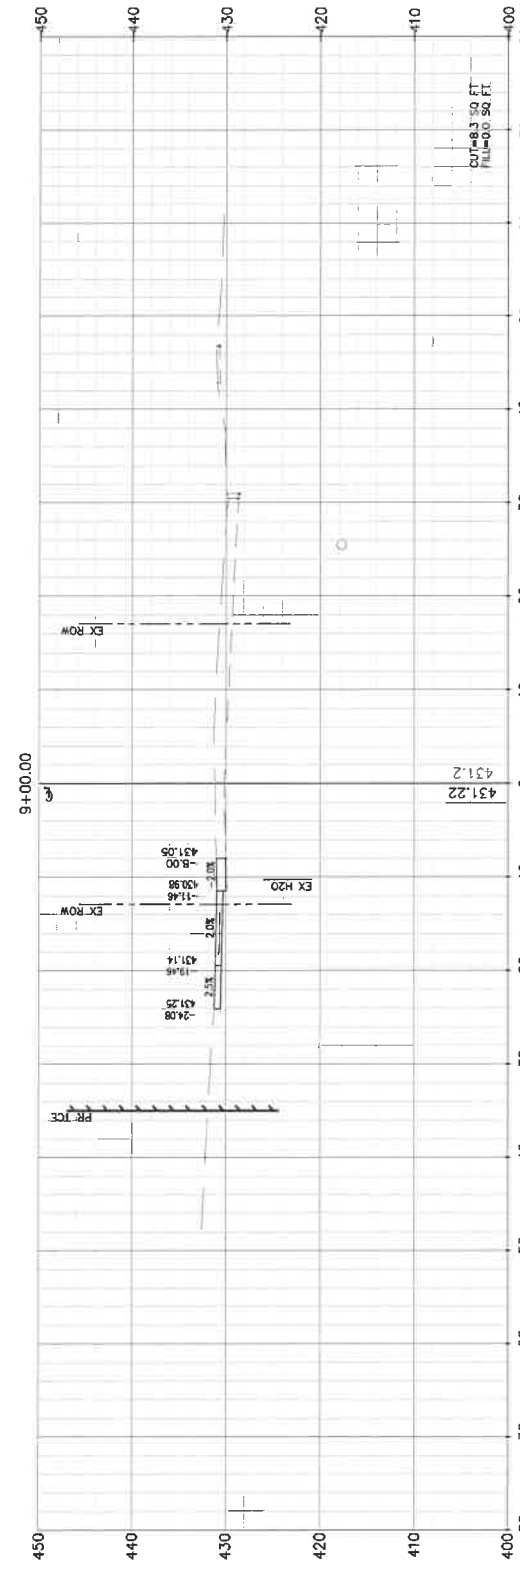 450 440 430 420 410 400
CUT=8.3 SQ FT
FILL=0.0 SQ FT
EX ROW
9+00.00
℄
431.2
431.22
-8.00 431.05
-2.0%
-11.46 430.98
EX H2O
EX ROW
2.0%
-19.46 431.14
2.5%
-24.08 431.25
PR TCE
450 440 430 420 410 400